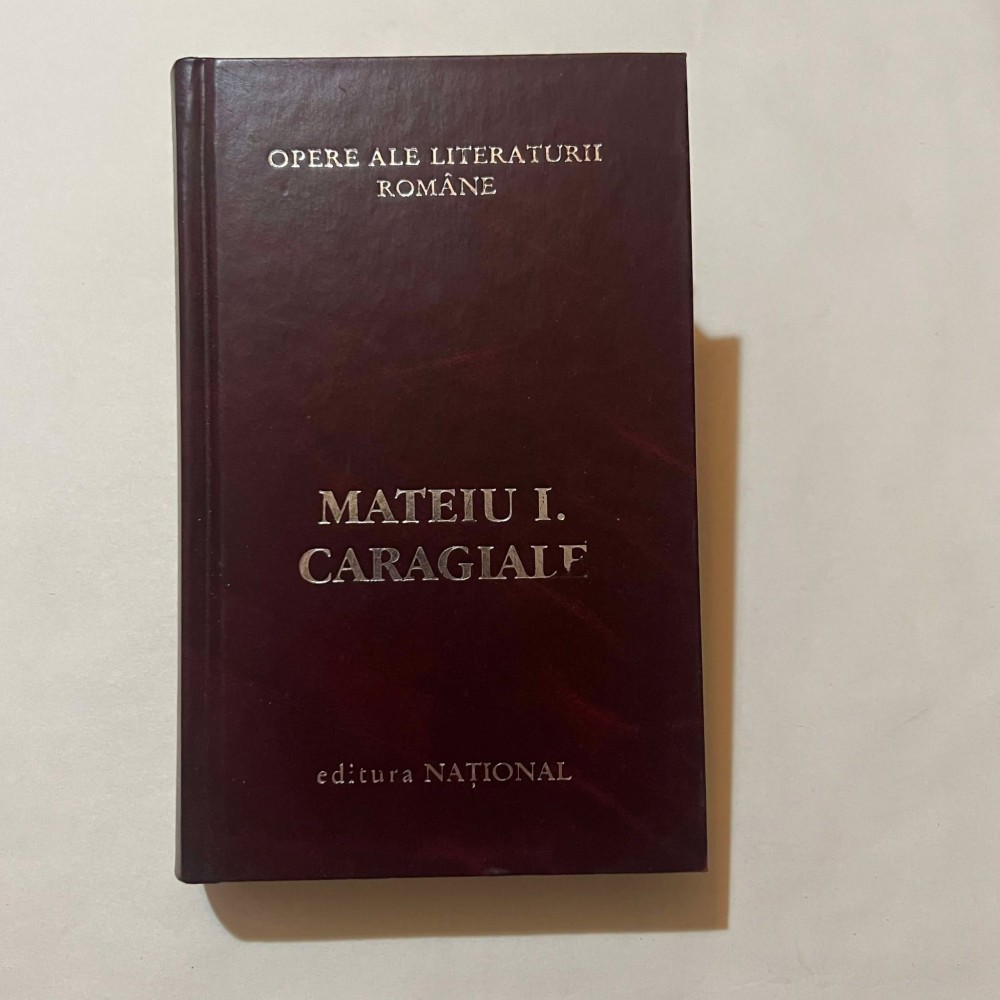 OPERE ALE LITERATURII
ROMÂNE
MATEIU I.
CARAGIALE
editura NAȚIONAL